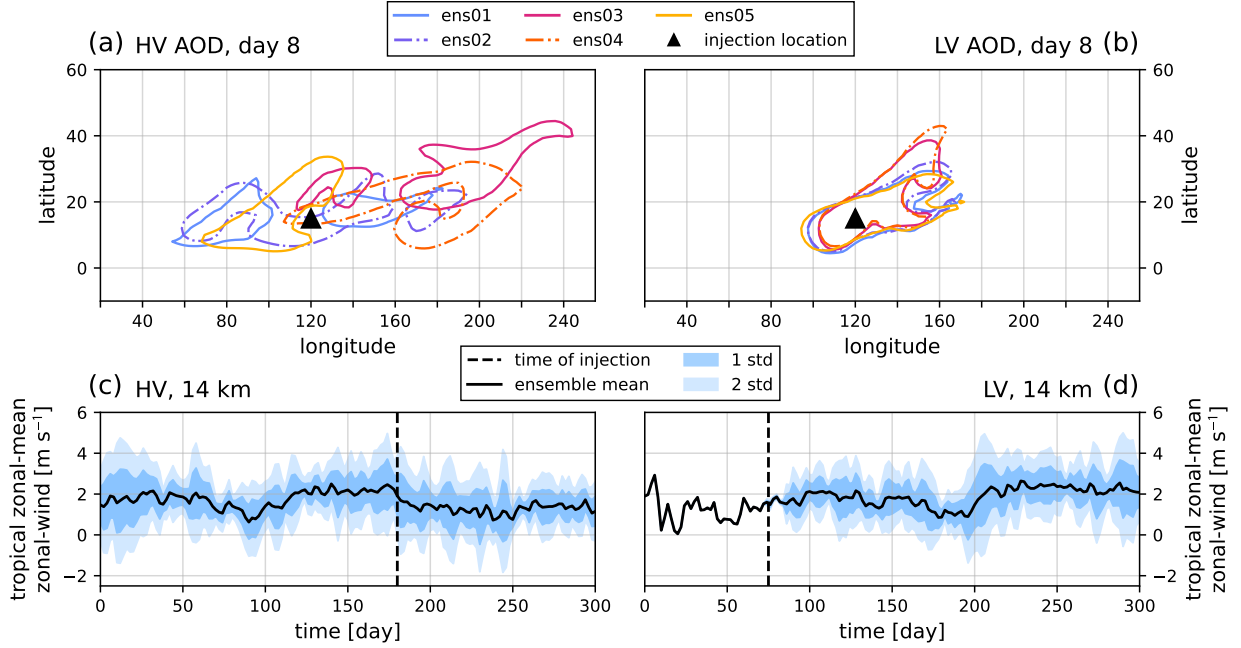 ens01 ens03 ens05
ens02 ens04 injection location
(a) HV AOD, day 8
LV AOD, day 8 (b)
60
40
20
0
latitude
40 80 120 160 200 240
longitude
60
40
20
0
latitude
40 80 120 160 200 240
longitude
time of injection 1 std
ensemble mean 2 std
(c) HV, 14 km
LV, 14 km (d)
tropical zonal-mean
zonal-wind [m s⁻¹]
6
4
2
0
−2
0 50 100 150 200 250 300
time [day]
6
4
2
0
−2
tropical zonal-mean
zonal-wind [m s⁻¹]
0 50 100 150 200 250 300
time [day]